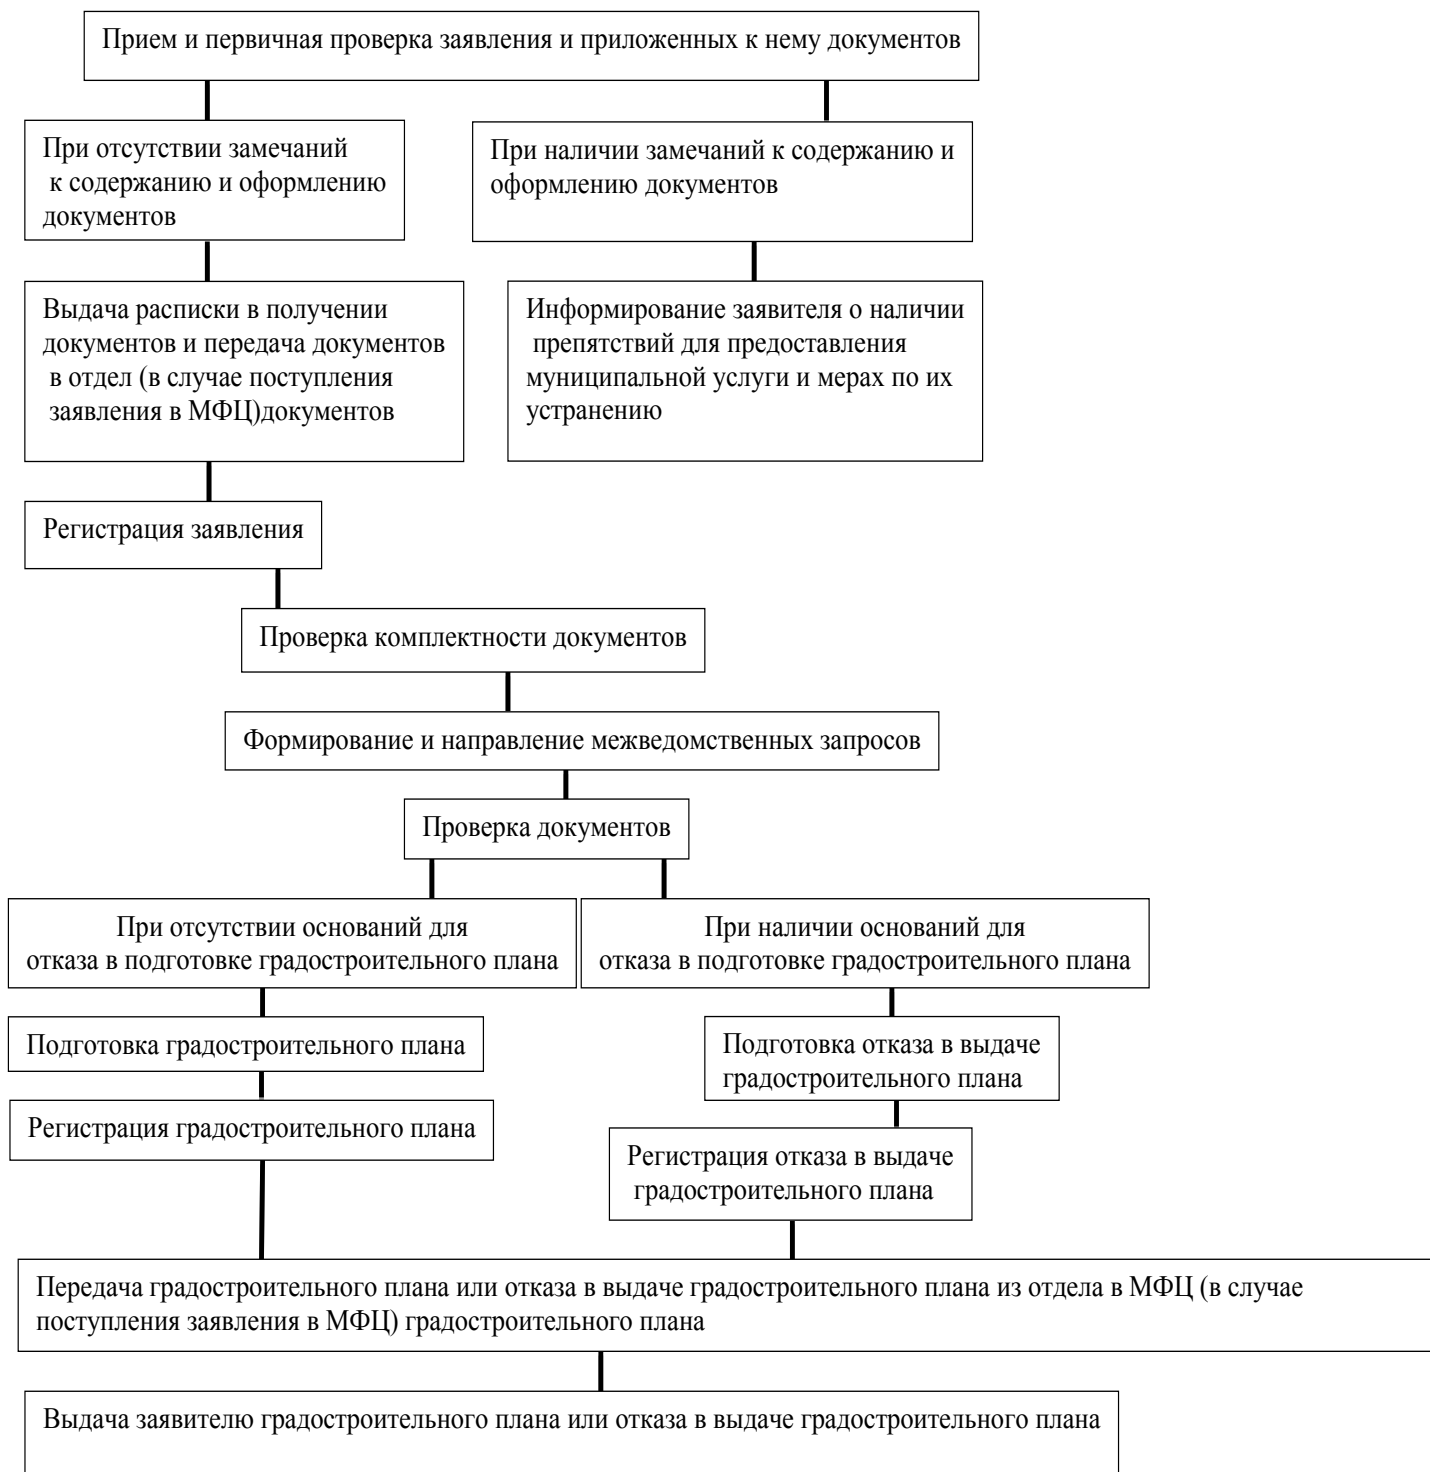 Прием и первичная проверка заявления и приложенных к нему документов
При отсутствии замечаний
к содержанию и оформлению
документов
При наличии замечаний к содержанию и
оформлению документов
Выдача расписки в получении
документов и передача документов
в отдел (в случае поступления
заявления в МФЦ)документов
Информирование заявителя о наличии
препятствий для предоставления
муниципальной услуги и мерах по их
устранению
Регистрация заявления
Проверка комплектности документов
Формирование и направление межведомственных запросов
Проверка документов
При отсутствии оснований для
отказа в подготовке градостроительного плана
При наличии оснований для
отказа в подготовке градостроительного плана
Подготовка градостроительного плана
Подготовка отказа в выдаче
градостроительного плана
Регистрация градостроительного плана
Регистрация отказа в выдаче
градостроительного плана
Передача градостроительного плана или отказа в выдаче градостроительного плана из отдела в МФЦ (в случае
поступления заявления в МФЦ) градостроительного плана
Выдача заявителю градостроительного плана или отказа в выдаче градостроительного плана